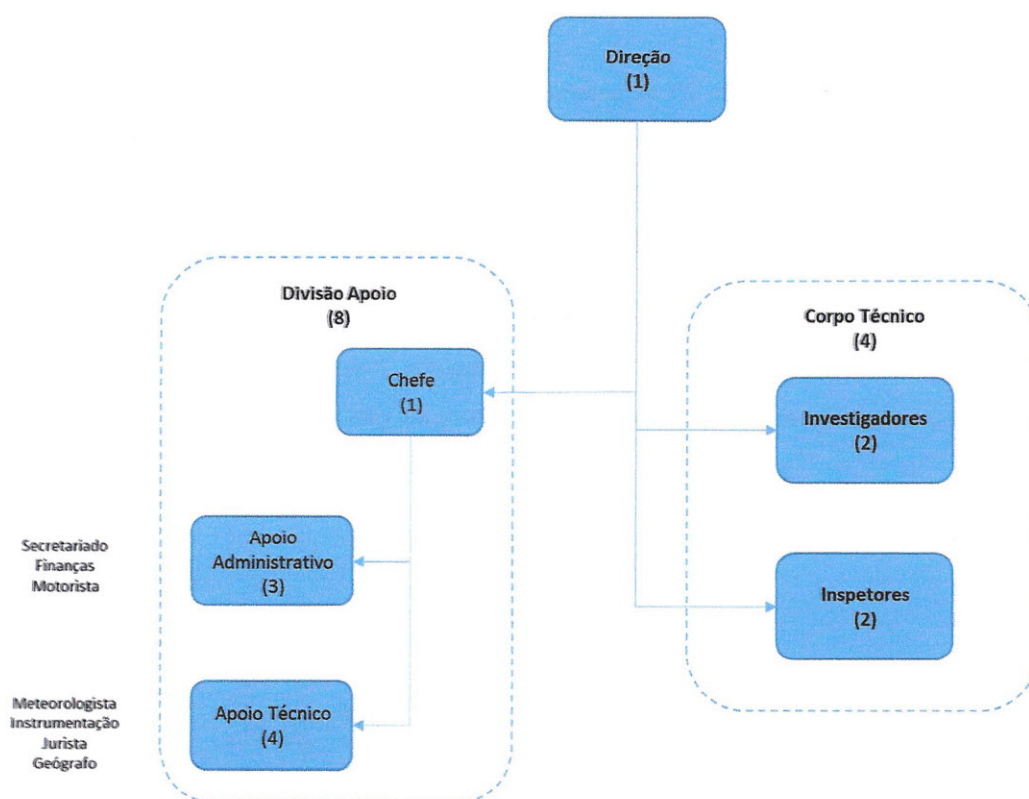 Direção
(1)
Divisão Apoio
(8)
Chefe
(1)
Apoio
Administrativo
(3)
Apoio Técnico
(4)
Secretariado
Finanças
Motorista
Meteorologista
Instrumentação
Jurista
Geógrafo
Corpo Técnico
(4)
Investigadores
(2)
Inspetores
(2)